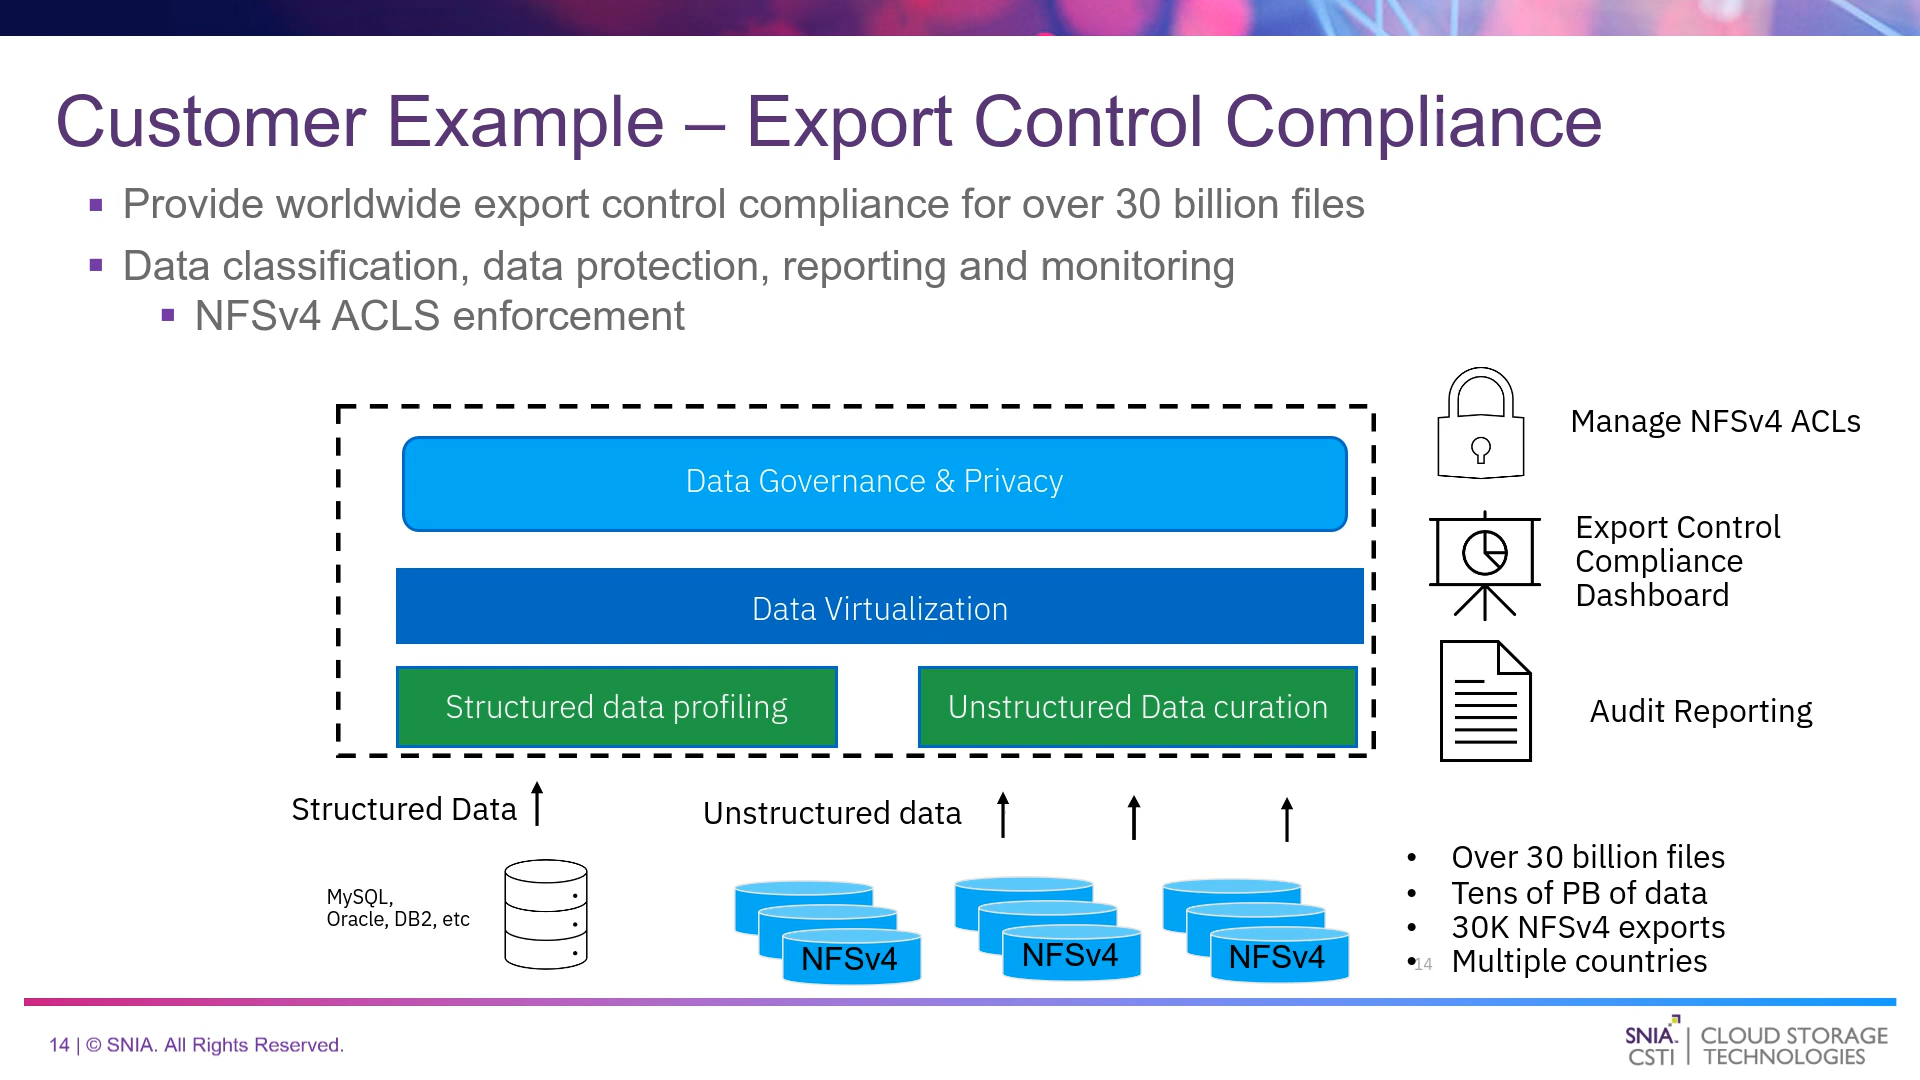 Customer Example – Export Control Compliance
Provide worldwide export control compliance for over 30 billion files
Data classification, data protection, reporting and monitoring
NFSv4 ACLS enforcement
Data Governance & Privacy
Data Virtualization
Structured data profiling
Unstructured Data curation
Manage NFSv4 ACLs
Export Control
Compliance
Dashboard
Audit Reporting
Structured Data
Unstructured data
MySQL,
Oracle, DB2, etc
NFSv4
NFSv4
NFSv4
• Over 30 billion files
• Tens of PB of data
• 30K NFSv4 exports
• Multiple countries
14
14 | © SNIA. All Rights Reserved.
SNIA. | CLOUD STORAGE
CSTI | TECHNOLOGIES